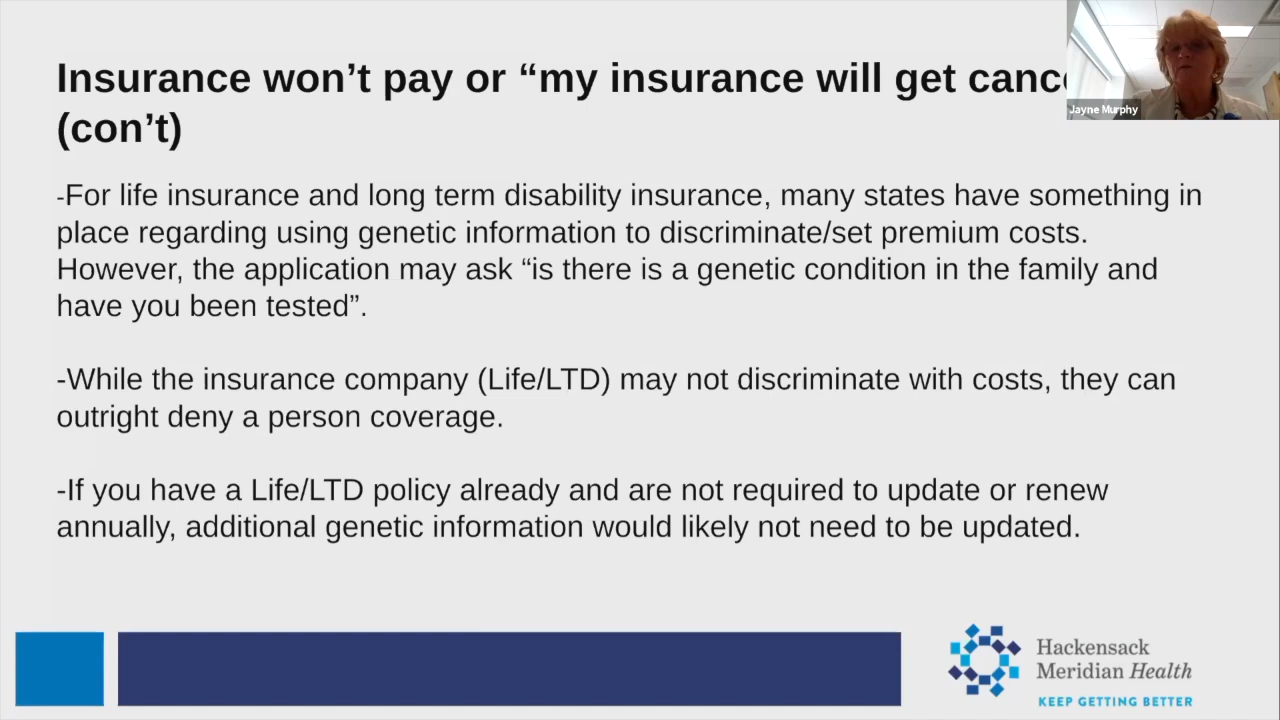 Insurance won’t pay or “my insurance will get
(con’t)
Jayne Murphy
-For life insurance and long term disability insurance, many states have something in
place regarding using genetic information to discriminate/set premium costs.
However, the application may ask “is there is a genetic condition in the family and
have you been tested”.
-While the insurance company (Life/LTD) may not discriminate with costs, they can
outright deny a person coverage.
-If you have a Life/LTD policy already and are not required to update or renew
annually, additional genetic information would likely not need to be updated.
Hackensack
Meridian Health
KEEP GETTING BETTER